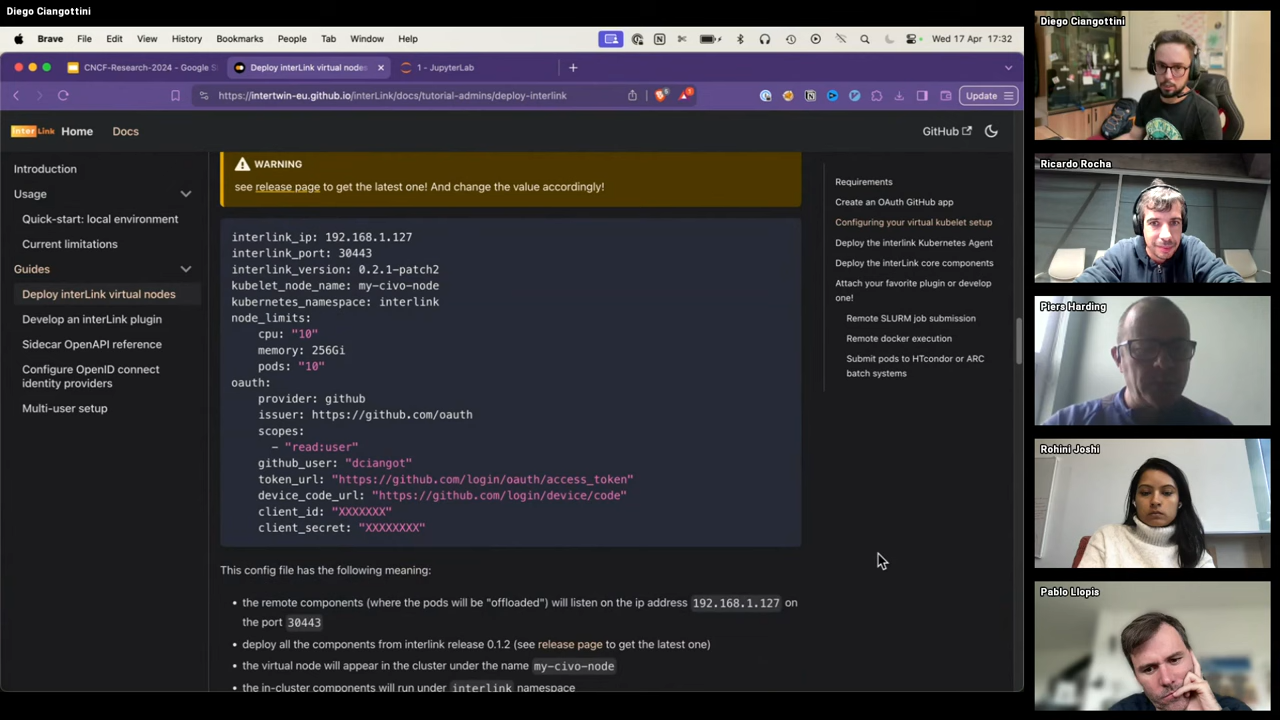 Diego Ciangottini
Brave File Edit View History Bookmarks People Tab Window Help
Wed 17 Apr 17:32
CNCF-Research-2024 - Google S
Deploy interLink virtual nodes
1 - JupyterLab
https://intertwin-eu.github.io/interLink/docs/tutorial-admins/deploy-interlink
Update
InterLink Home Docs
GitHub
Introduction
Usage
Quick-start: local environment
Current limitations
Guides
Deploy interLink virtual nodes
Develop an interLink plugin
Sidecar OpenAPI reference
Configure OpenID connect
identity providers
Multi-user setup
WARNING
see release page to get the latest one! And change the value accordingly!
interlink_ip: 192.168.1.127
interlink_port: 30443
interlink_version: 0.2.1-patch2
kubelet_node_name: my-civo-node
kubernetes_namespace: interlink
node_limits:
cpu: "10"
memory: 256Gi
pods: "10"
oauth:
provider: github
issuer: https://github.com/oauth
scopes:
- "read:user"
github_user: "dciangot"
token_url: "https://github.com/login/oauth/access_token"
device_code_url: "https://github.com/login/device/code"
client_id: "XXXXXXX"
client_secret: "XXXXXXXX"
This config file has the following meaning:
• the remote components (where the pods will be "offloaded") will listen on the ip address 192.168.1.127 on
the port 30443
• deploy all the components from interlink release 0.1.2 (see release page to get the latest one)
• the virtual node will appear in the cluster under the name my-civo-node
• the in-cluster components will run under interlink namespace
Requirements
Create an OAuth GitHub app
Configuring your virtual kubelet setup
Deploy the interlink Kubernetes Agent
Deploy the interLink core components
Attach your favorite plugin or develop
one!
Remote SLURM job submission
Remote docker execution
Submit pods to HTcondor or ARC
batch systems
Diego Ciangottini
Ricardo Rocha
Piers Harding
Rohini Joshi
Pablo Llopis